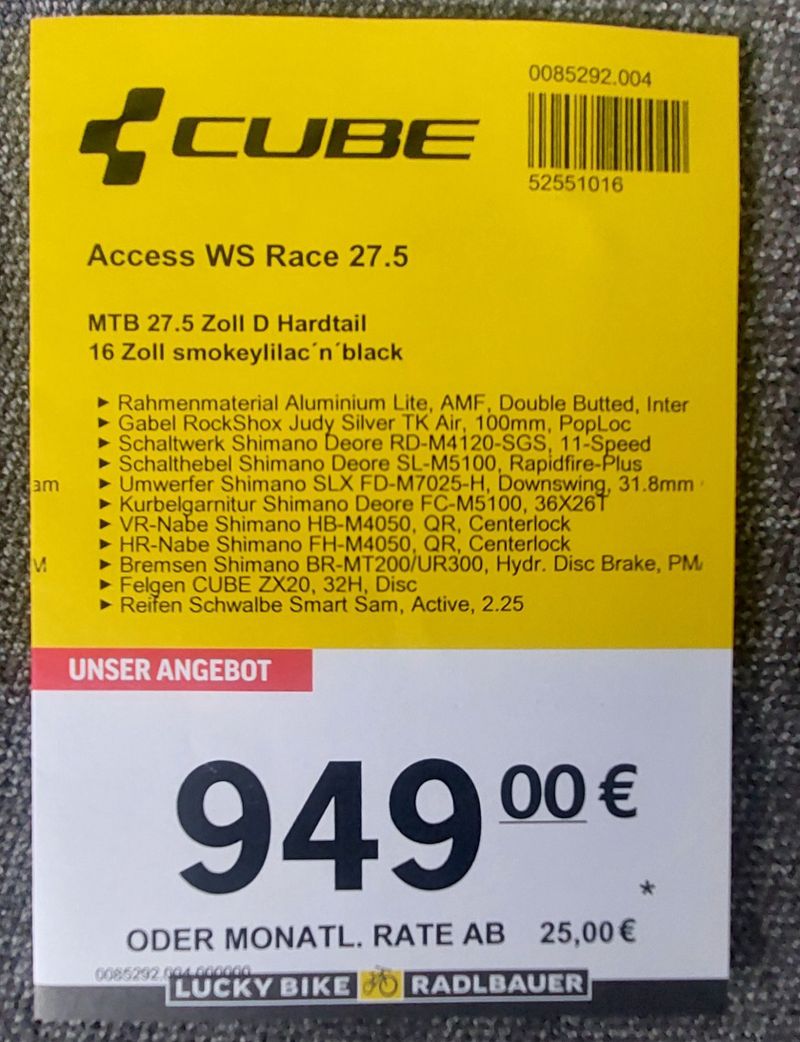 0085292.004
CUBE
52551016
Access WS Race 27.5
MTB 27.5 Zoll D Hardtail
16 Zoll smokeylilac´n´black
► Rahmenmaterial Aluminium Lite, AMF, Double Butted, Inter
► Gabel RockShox Judy Silver TK Air, 100mm, PopLoc
► Schaltwerk Shimano Deore RD-M4120-SGS, 11-Speed
► Schalthebel Shimano Deore SL-M5100, Rapidfire-Plus
am ► Umwerfer Shimano SLX FD-M7025-H, Downswing, 31.8mm
► Kurbelgarnitur Shimano Deore FC-M5100, 36X26T
► VR-Nabe Shimano HB-M4050, QR, Centerlock
► HR-Nabe Shimano FH-M4050, QR, Centerlock
M ► Bremsen Shimano BR-MT200/UR300, Hydr. Disc Brake, PM
► Felgen CUBE ZX20, 32H, Disc
► Reifen Schwalbe Smart Sam, Active, 2.25
UNSER ANGEBOT
949 00 €
*
ODER MONATL. RATE AB 25,00 €
0085292.004.000000
LUCKY BIKE RADLBAUER